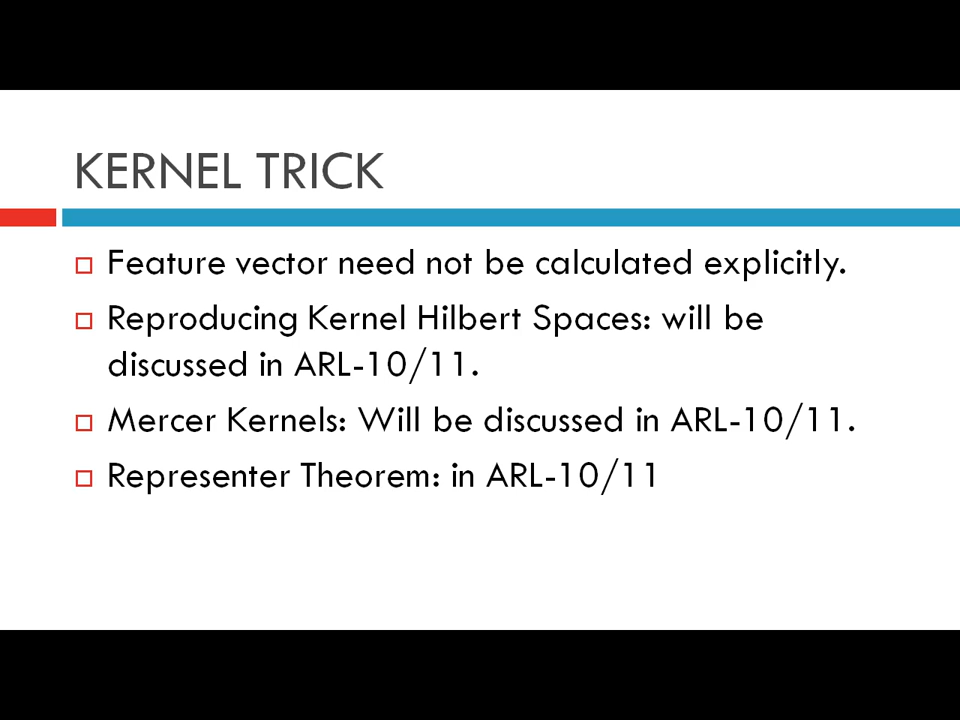 KERNEL TRICK
Feature vector need not be calculated explicitly.
Reproducing Kernel Hilbert Spaces: will be
discussed in ARL-10/11.
Mercer Kernels: Will be discussed in ARL-10/11.
Representer Theorem: in ARL-10/11